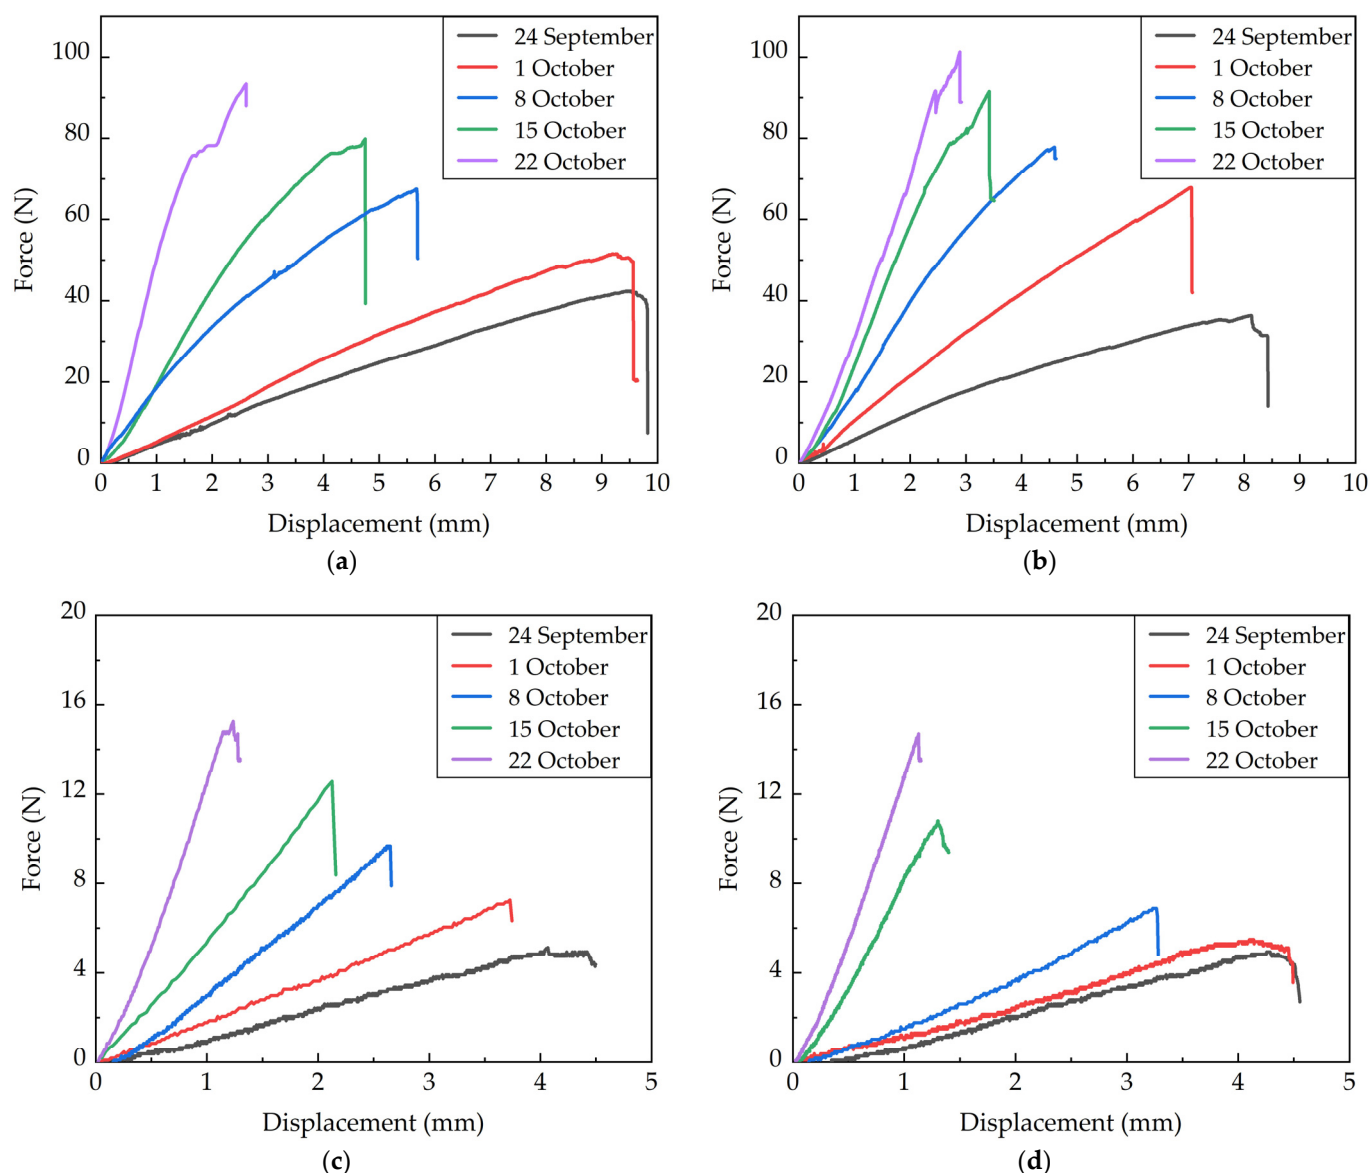 24 September
1 October
8 October
15 October
22 October
100
80
60
40
20
0
Force (N)
0 1 2 3 4 5 6 7 8 9 10
Displacement (mm)
(a)
24 September
1 October
8 October
15 October
22 October
100
80
60
40
20
0
Force (N)
0 1 2 3 4 5 6 7 8 9 10
Displacement (mm)
(b)
24 September
1 October
8 October
15 October
22 October
20
16
12
8
4
0
Force (N)
0 1 2 3 4 5
Displacement (mm)
(c)
24 September
1 October
8 October
15 October
22 October
20
16
12
8
4
0
Force (N)
0 1 2 3 4 5
Displacement (mm)
(d)